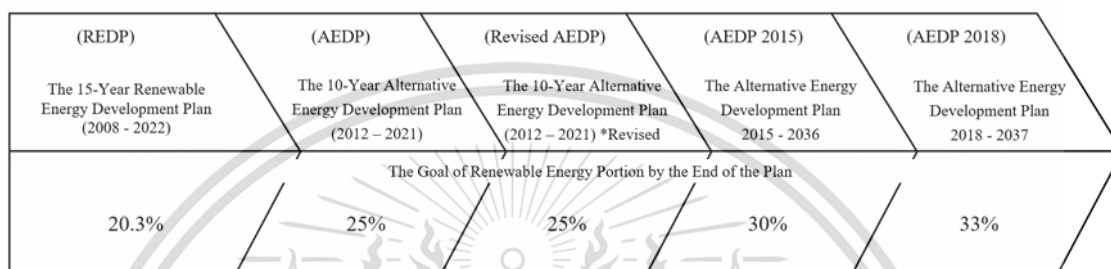 (REDP)
The 15-Year Renewable
Energy Development Plan
(2008 - 2022)
(AEDP)
The 10-Year Alternative
Energy Development Plan
(2012 – 2021)
(Revised AEDP)
The 10-Year Alternative
Energy Development Plan
(2012 – 2021) *Revised
(AEDP 2015)
The Alternative Energy
Development Plan
2015 - 2036
(AEDP 2018)
The Alternative Energy
Development Plan
2018 - 2037
The Goal of Renewable Energy Portion by the End of the Plan
20.3%
25%
25%
30%
33%